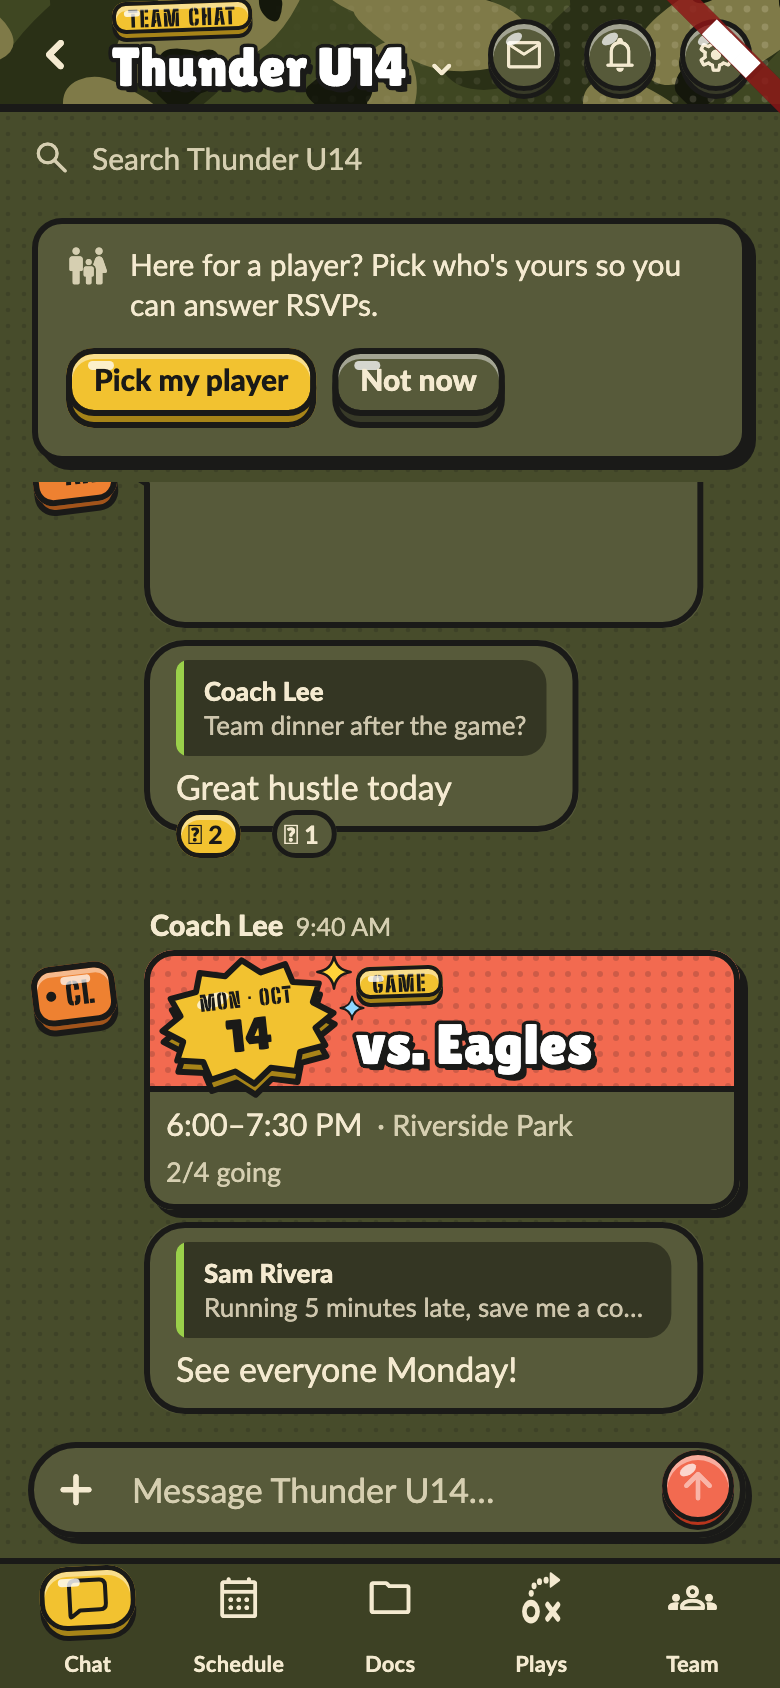 TEAM CHAT
Thunder U14
Search Thunder U14
Here for a player? Pick who's yours so you
can answer RSVPs.
Pick my player
Not now
Coach Lee
Team dinner after the game?
Great hustle today
2
1
Coach Lee 9:40 AM
• CL
MON · OCT
14
GAME
vs. Eagles
6:00–7:30 PM · Riverside Park
2/4 going
Sam Rivera
Running 5 minutes late, save me a co...
See everyone Monday!
Message Thunder U14...
OX
Chat
Schedule
Docs
Plays
Team